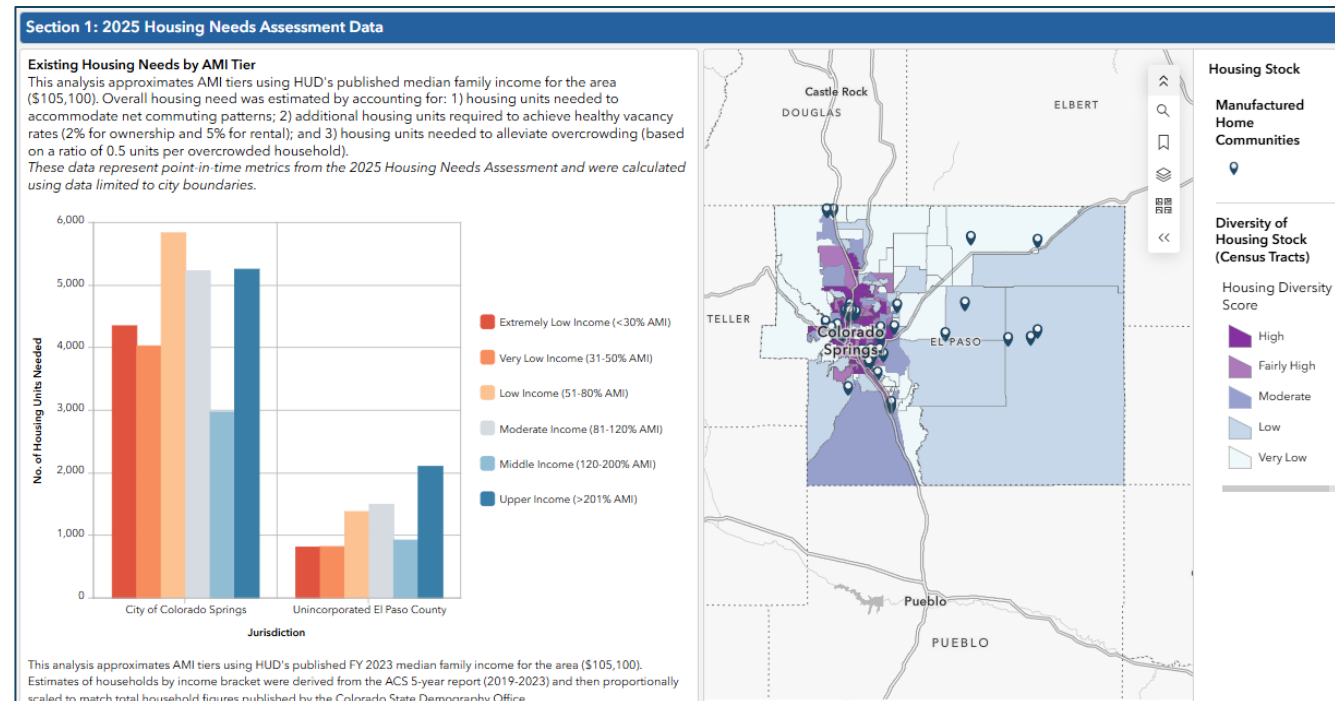 Section 1: 2025 Housing Needs Assessment Data
Existing Housing Needs by AMI Tier
This analysis approximates AMI tiers using HUD's published median family income for the area
($105,100). Overall housing need was estimated by accounting for: 1) housing units needed to
accommodate net commuting patterns; 2) additional housing units required to achieve healthy vacancy
rates (2% for ownership and 5% for rental); and 3) housing units needed to alleviate overcrowding (based
on a ratio of 0.5 units per overcrowded household).
These data represent point-in-time metrics from the 2025 Housing Needs Assessment and were calculated
using data limited to city boundaries.
6,000
5,000
4,000
3,000
2,000
1,000
0
No. of Housing Units Needed
City of Colorado Springs
Unincorporated El Paso County
Jurisdiction
Extremely Low Income (<30% AMI)
Very Low Income (31-50% AMI)
Low Income (51-80% AMI)
Moderate Income (81-120% AMI)
Middle Income (120-200% AMI)
Upper Income (>201% AMI)
This analysis approximates AMI tiers using HUD's published FY 2023 median family income for the area ($105,100).
Estimates of households by income bracket were derived from the ACS 5-year report (2019-2023) and then proportionally
scaled to match total household figures published by the Colorado State Demography Office.
Castle Rock
DOUGLAS
ELBERT
TELLER
Colorado
Springs
EL PASO
Pueblo
PUEBLO
Housing Stock
Manufactured
Home
Communities
Diversity of
Housing Stock
(Census Tracts)
Housing Diversity
Score
High
Fairly High
Moderate
Low
Very Low